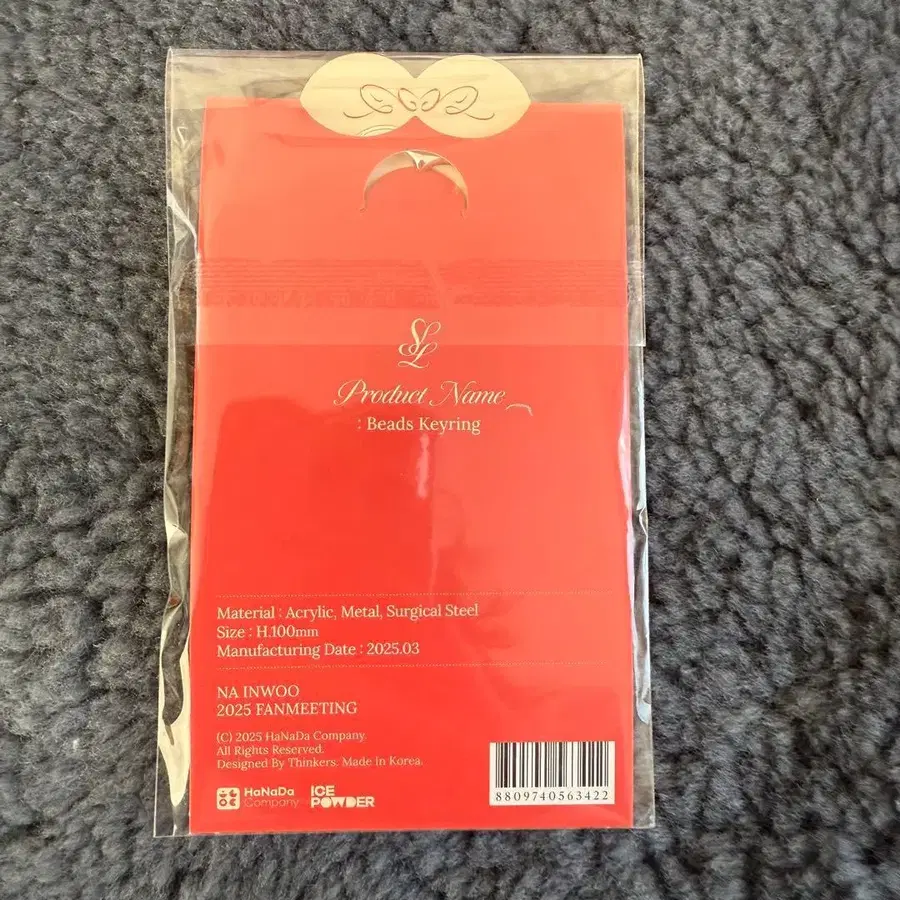 SL
Product Name
: Beads Keyring
Material : Acrylic, Metal, Surgical Steel
Size : H.100mm
Manufacturing Date : 2025.03
NA INWOO
2025 FANMEETING
(C) 2025 HaNaDa Company.
All Rights Reserved.
Designed By Thinkers. Made In Korea.
HaNaDa
Company
ICE
POWDER
8809740563422